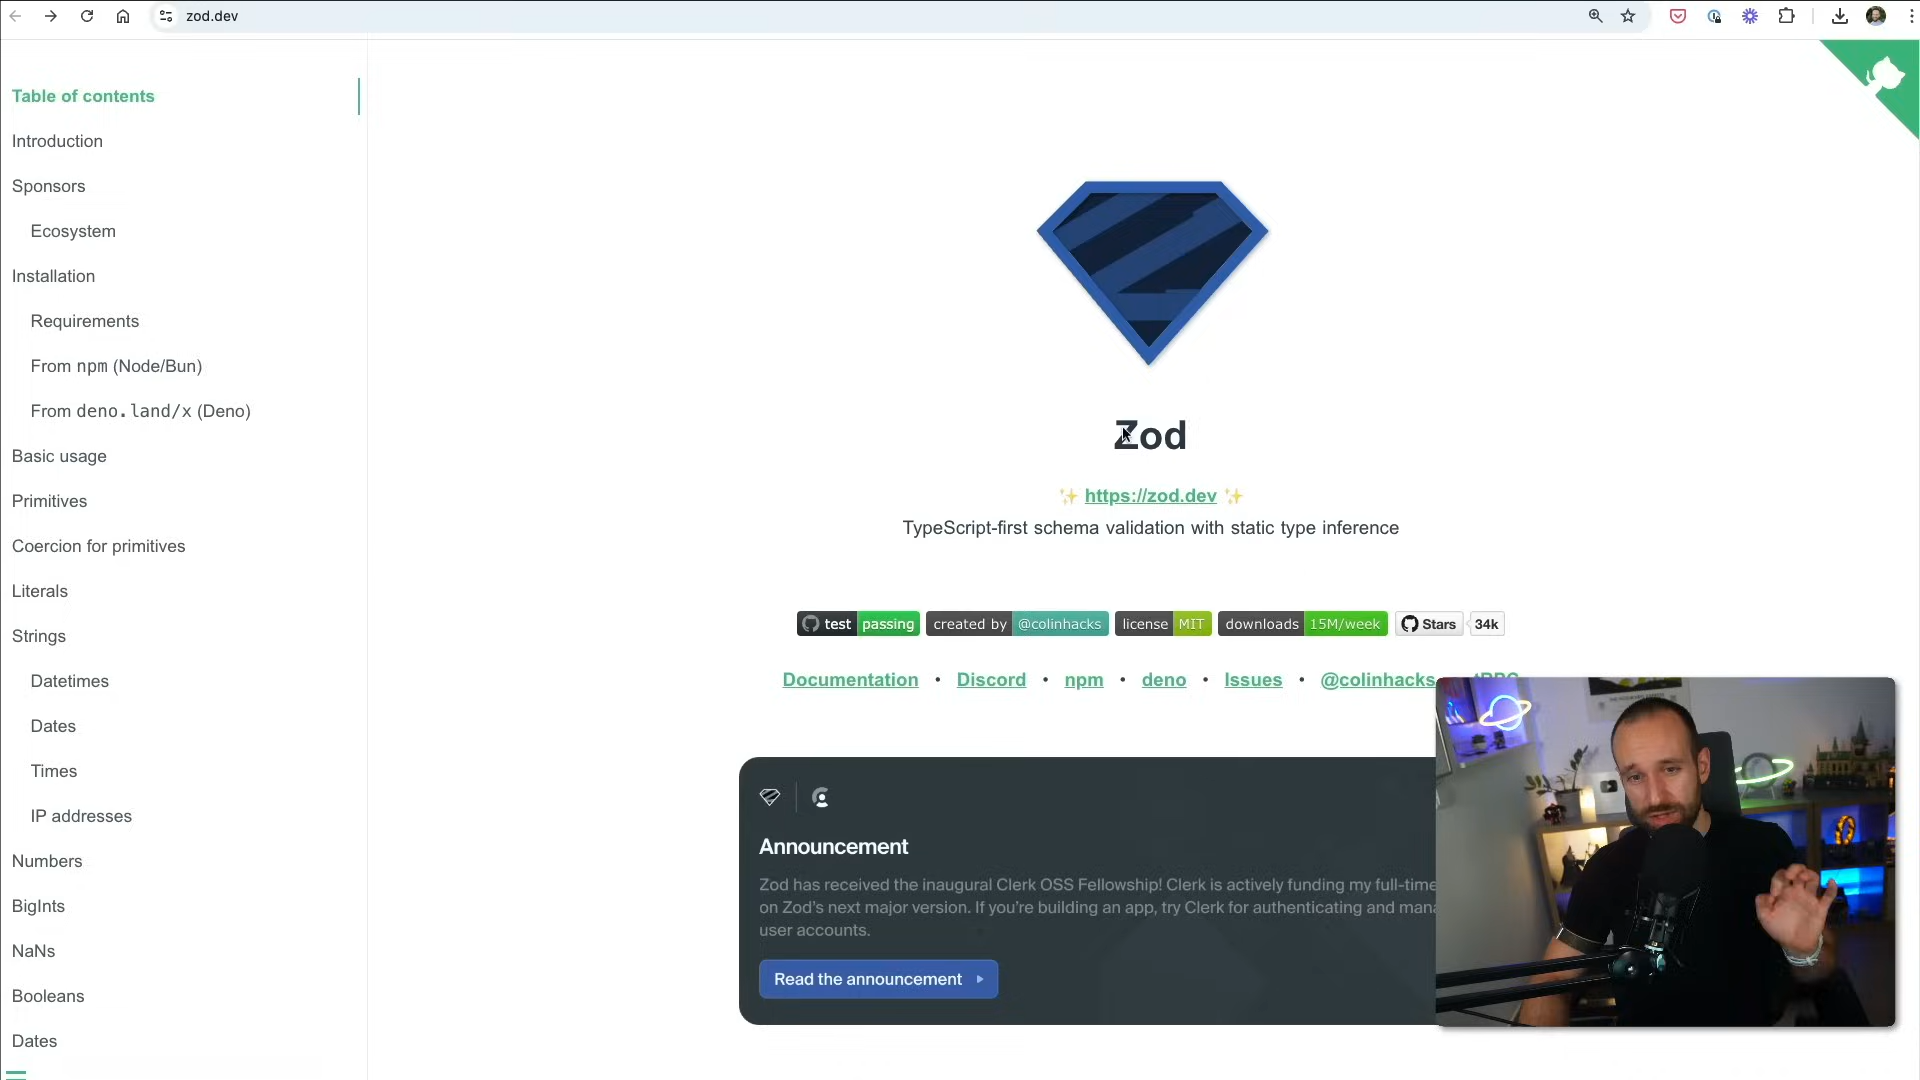 zod.dev
Table of contents
Introduction
Sponsors
Ecosystem
Installation
Requirements
From npm (Node/Bun)
From deno.land/x (Deno)
Basic usage
Primitives
Coercion for primitives
Literals
Strings
Datetimes
Dates
Times
IP addresses
Numbers
BigInts
NaNs
Booleans
Dates
Zod
✨ https://zod.dev ✨
TypeScript-first schema validation with static type inference
test passing created by @colinhacks license MIT downloads 15M/week Stars 34k
Documentation • Discord • npm • deno • Issues • @colinhacks
Announcement
Zod has received the inaugural Clerk OSS Fellowship! Clerk is actively funding my full-time
on Zod's next major version. If you're building an app, try Clerk for authenticating and mana
user accounts.
Read the announcement